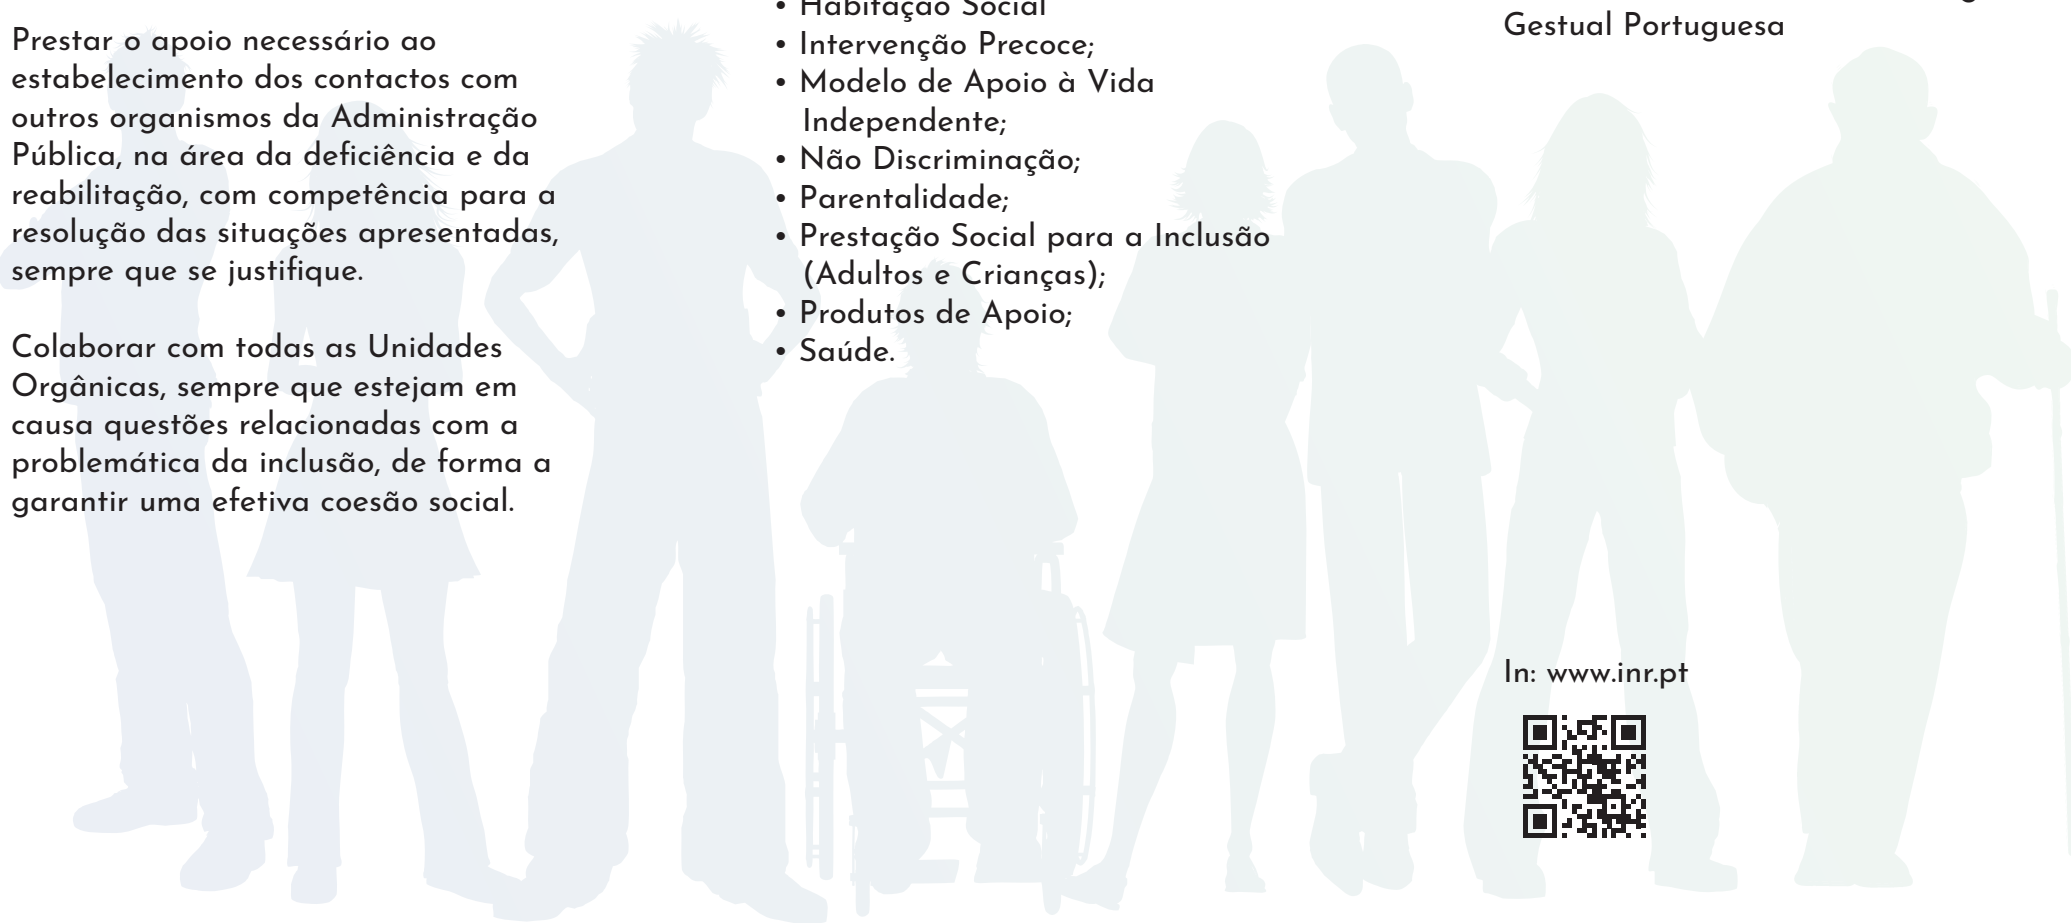 Prestar o apoio necessário ao
estabelecimento dos contactos com
outros organismos da Administração
Pública, na área da deficiência e da
reabilitação, com competência para a
resolução das situações apresentadas,
sempre que se justifique.
Colaborar com todas as Unidades
Orgânicas, sempre que estejam em
causa questões relacionadas com a
problemática da inclusão, de forma a
garantir uma efetiva coesão social.
• Habitação Social
• Intervenção Precoce;
• Modelo de Apoio à Vida
Independente;
• Não Discriminação;
• Parentalidade;
• Prestação Social para a Inclusão
(Adultos e Crianças);
• Produtos de Apoio;
• Saúde.
Gestual Portuguesa
In: www.inr.pt